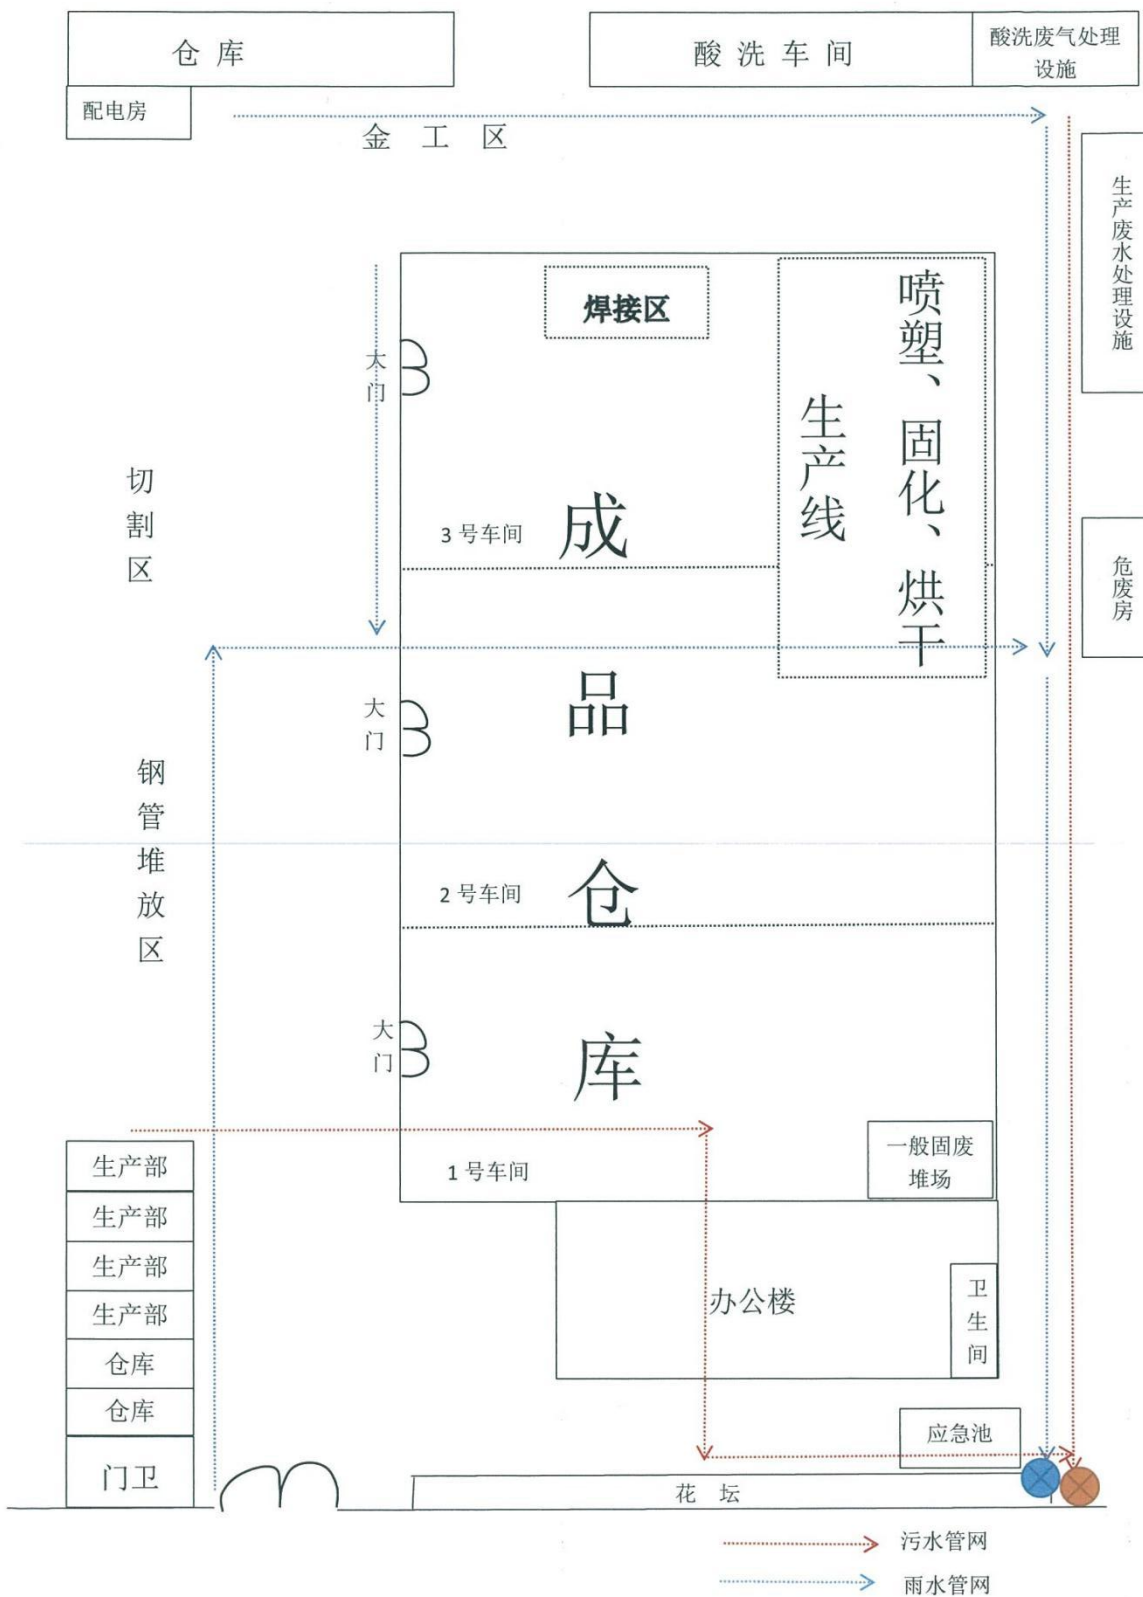 仓 库
酸 洗 车 间
酸洗废气处理
设施
配电房
金 工 区
生产废水处理设施
焊接区
喷塑、固化、烘干
生产线
大门
切割区
3 号车间
成品仓库
危废房
大门
钢管堆放区
2 号车间
大门
1 号车间
一般固废
堆场
生产部
生产部
生产部
生产部
仓库
仓库
门卫
办公楼
卫生间
应急池
花 坛
污水管网
雨水管网